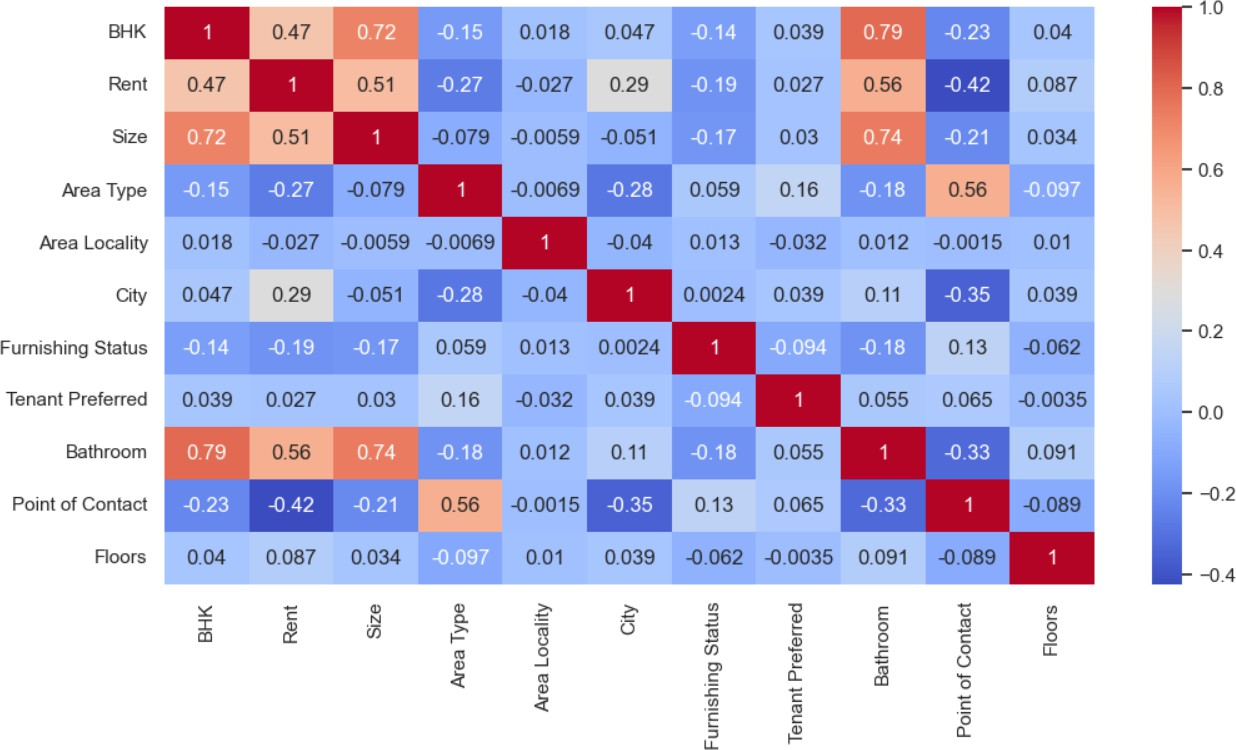 BHK 1 0.47 0.72 -0.15 0.018 0.047 -0.14 0.039 0.79 -0.23 0.04
Rent 0.47 1 0.51 -0.27 -0.027 0.29 -0.19 0.027 0.56 -0.42 0.087
Size 0.72 0.51 1 -0.079 -0.0059 -0.051 -0.17 0.03 0.74 -0.21 0.034
Area Type -0.15 -0.27 -0.079 1 -0.0069 -0.28 0.059 0.16 -0.18 0.56 -0.097
Area Locality 0.018 -0.027 -0.0059 -0.0069 1 -0.04 0.013 -0.032 0.012 -0.0015 0.01
City 0.047 0.29 -0.051 -0.28 -0.04 1 0.0024 0.039 0.11 -0.35 0.039
Furnishing Status -0.14 -0.19 -0.17 0.059 0.013 0.0024 1 -0.094 -0.18 0.13 -0.062
Tenant Preferred 0.039 0.027 0.03 0.16 -0.032 0.039 -0.094 1 0.055 0.065 -0.0035
Bathroom 0.79 0.56 0.74 -0.18 0.012 0.11 -0.18 0.055 1 -0.33 0.091
Point of Contact -0.23 -0.42 -0.21 0.56 -0.0015 -0.35 0.13 0.065 -0.33 1 -0.089
Floors 0.04 0.087 0.034 -0.097 0.01 0.039 -0.062 -0.0035 0.091 -0.089 1
BHK
Rent
Size
Area Type
Area Locality
City
Furnishing Status
Tenant Preferred
Bathroom
Point of Contact
Floors
1.0
0.8
0.6
0.4
0.2
0.0
−0.2
−0.4